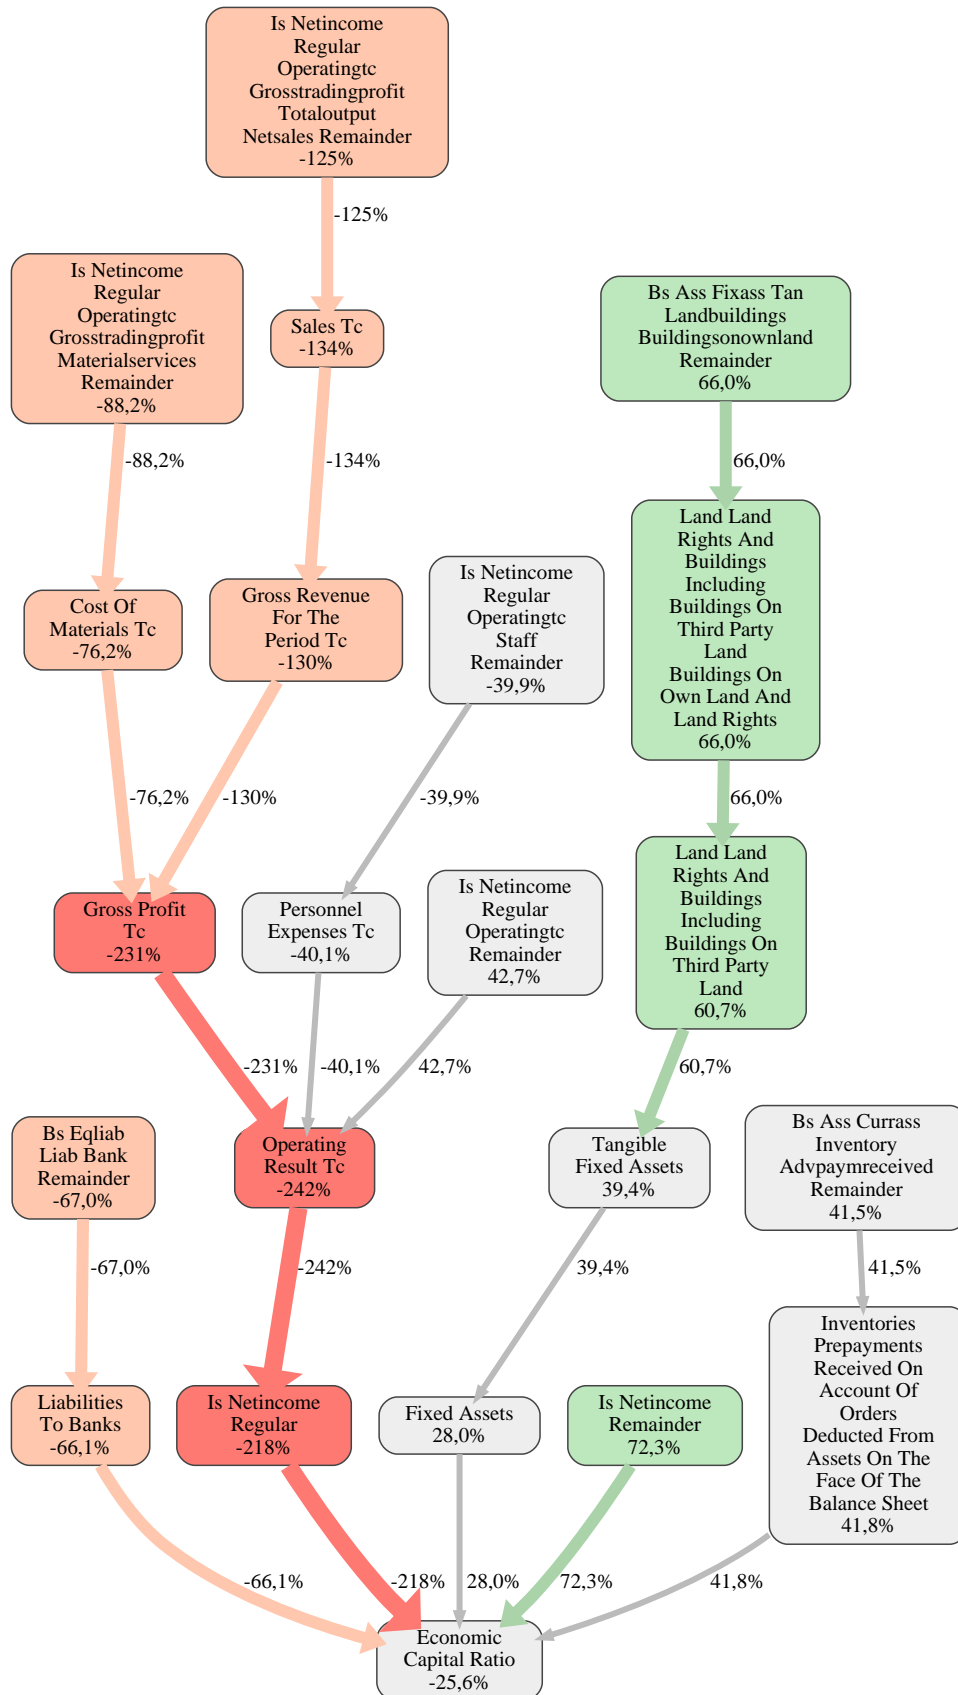 Is Netincome
Regular
Operatingtc
Grosstradingprofit
Totaloutput
Netsales Remainder
-125%
-125%
Is Netincome
Regular
Operatingtc
Grosstradingprofit
Materialservices
Remainder
-88,2%
Sales Tc
-134%
Bs Ass Fixass Tan
Landbuildings
Buildingsonownland
Remainder
66,0%
-88,2%
-134%
66,0%
Cost Of
Materials Tc
-76,2%
Gross Revenue
For The
Period Tc
-130%
Is Netincome
Regular
Operatingtc
Staff
Remainder
-39,9%
Land Land
Rights And
Buildings
Including
Buildings On
Third Party
Land
Buildings On
Own Land And
Land Rights
66,0%
-76,2%
-130%
-39,9%
66,0%
Gross Profit
Tc
-231%
Personnel
Expenses Tc
-40,1%
Is Netincome
Regular
Operatingtc
Remainder
42,7%
Land Land
Rights And
Buildings
Including
Buildings On
Third Party
Land
60,7%
-231%
-40,1%
42,7%
60,7%
Bs Eqliab
Liab Bank
Remainder
-67,0%
Operating
Result Tc
-242%
Tangible
Fixed Assets
39,4%
Bs Ass Currass
Inventory
Advpaymreceived
Remainder
41,5%
-67,0%
-242%
39,4%
41,5%
Liabilities
To Banks
-66,1%
Is Netincome
Regular
-218%
Fixed Assets
28,0%
Is Netincome
Remainder
72,3%
Inventories
Prepayments
Received On
Account Of
Orders
Deducted From
Assets On The
Face Of The
Balance Sheet
41,8%
-66,1%
-218%
28,0%
72,3%
41,8%
Economic
Capital Ratio
-25,6%